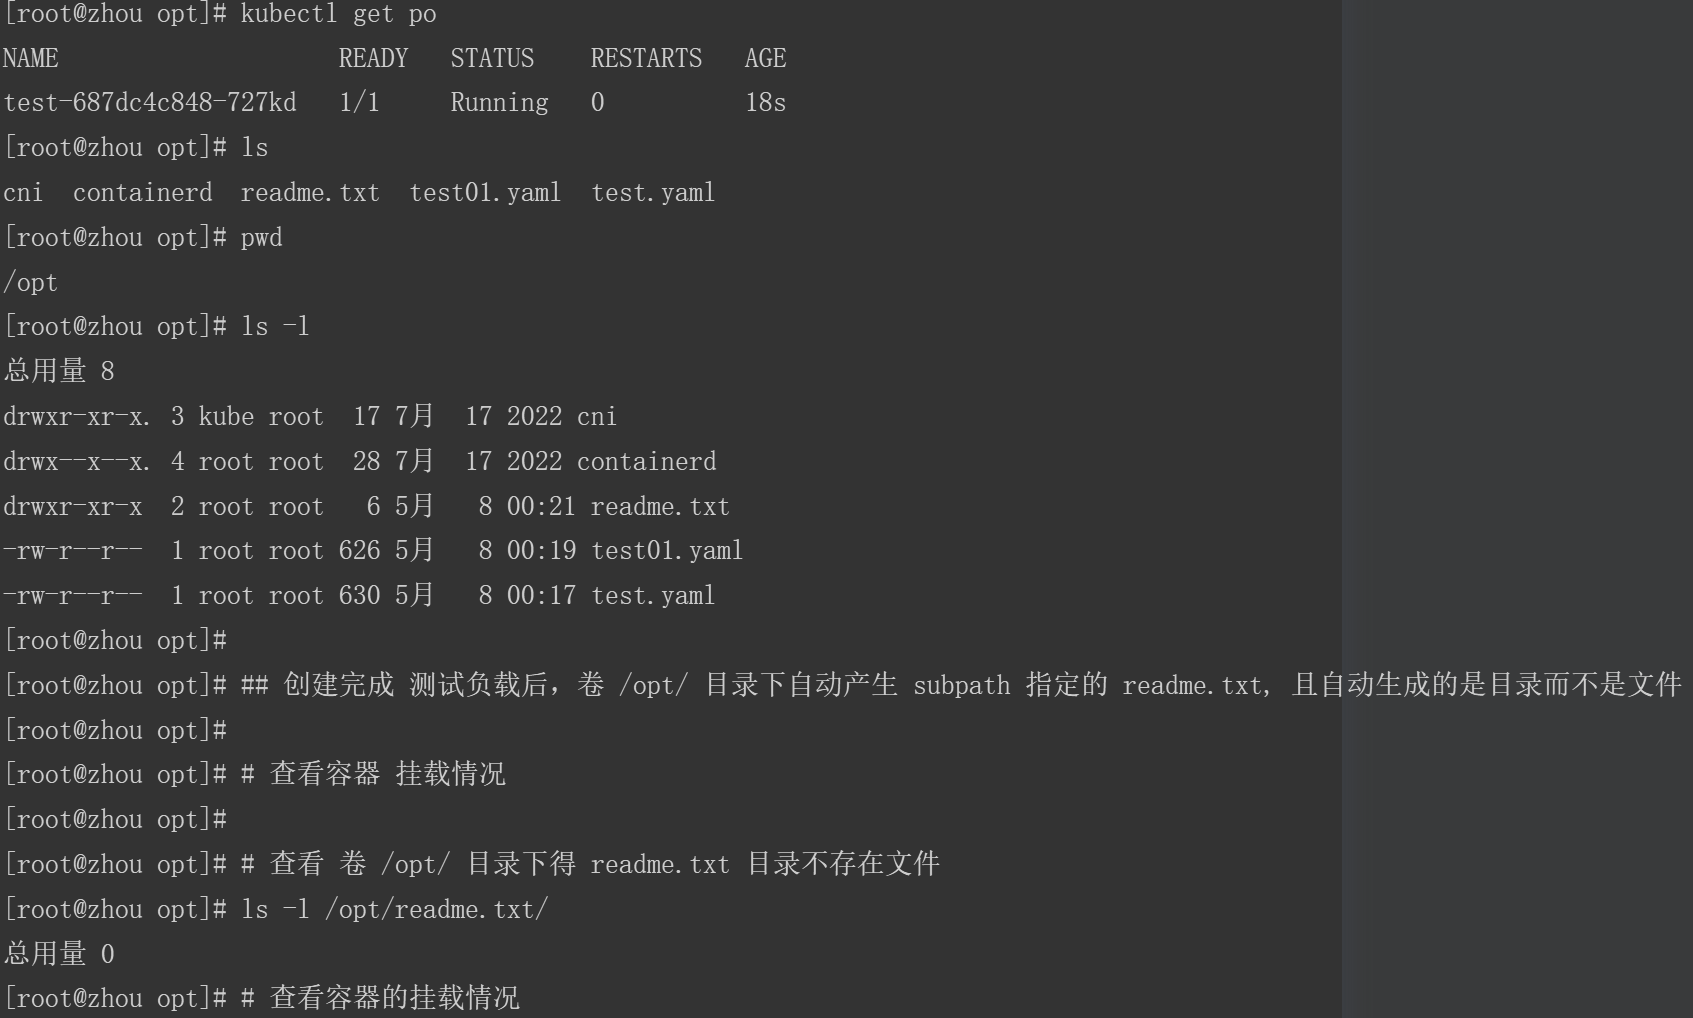 [root@zhou opt]# kubectl get po
NAME                    READY   STATUS    RESTARTS   AGE
test-687dc4c848-727kd   1/1     Running   0          18s
[root@zhou opt]# ls
cni  containerd  readme.txt  test01.yaml  test.yaml
[root@zhou opt]# pwd
/opt
[root@zhou opt]# ls -l
总用量 8
drwxr-xr-x. 3 kube root  17 7月  17 2022 cni
drwx--x--x. 4 root root  28 7月  17 2022 containerd
drwxr-xr-x  2 root root   6 5月   8 00:21 readme.txt
-rw-r--r--  1 root root 626 5月   8 00:19 test01.yaml
-rw-r--r--  1 root root 630 5月   8 00:17 test.yaml
[root@zhou opt]#
[root@zhou opt]# ## 创建完成 测试负载后，卷 /opt/ 目录下自动产生 subpath 指定的 readme.txt, 且自动生成的是目录而不是文件
[root@zhou opt]#
[root@zhou opt]# # 查看容器 挂载情况
[root@zhou opt]#
[root@zhou opt]# # 查看 卷 /opt/ 目录下得 readme.txt 目录不存在文件
[root@zhou opt]# ls -l /opt/readme.txt/
总用量 0
[root@zhou opt]# # 查看容器的挂载情况